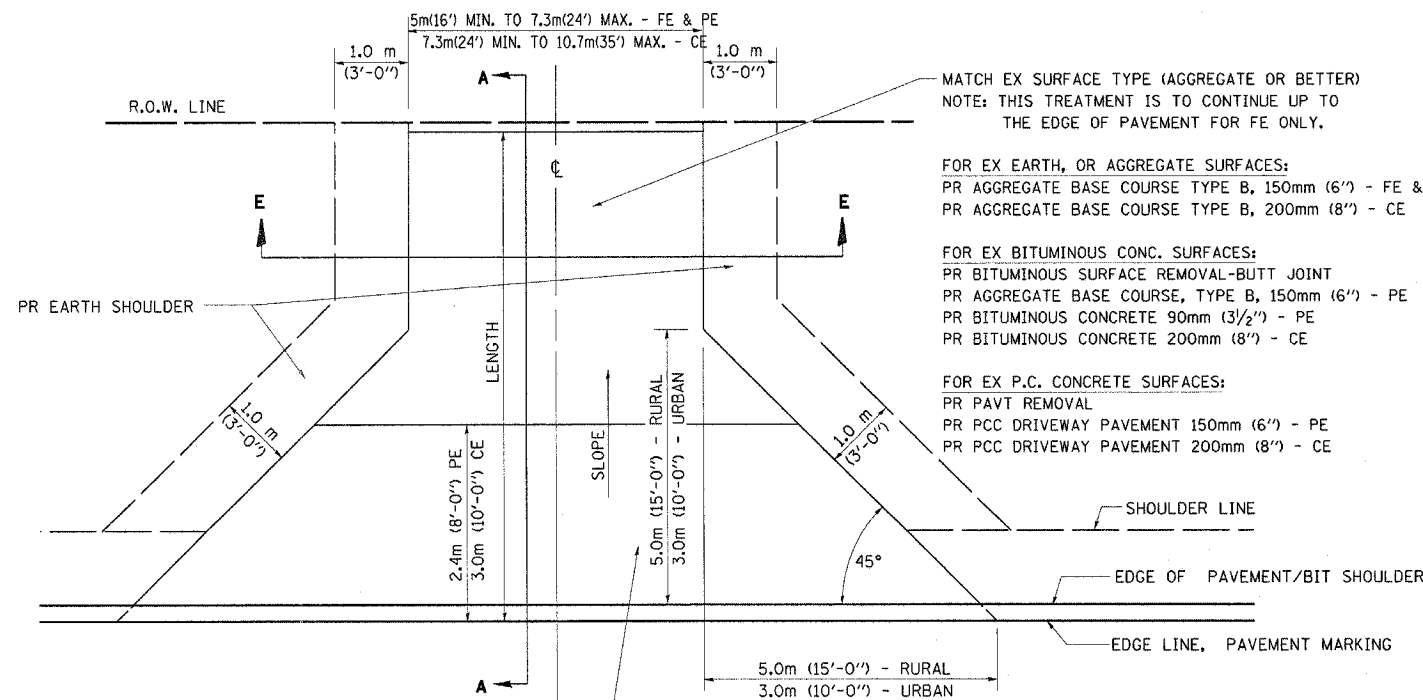 5m(16') MIN. TO 7.3m(24') MAX. - FE & PE
7.3m(24') MIN. TO 10.7m(35') MAX. - CE
1.0 m
(3'-0")
1.0 m
(3'-0")
A
R.O.W. LINE
MATCH EX SURFACE TYPE (AGGREGATE OR BETTER)
NOTE: THIS TREATMENT IS TO CONTINUE UP TO
THE EDGE OF PAVEMENT FOR FE ONLY.
℄
E
E
FOR EX EARTH, OR AGGREGATE SURFACES:
PR AGGREGATE BASE COURSE TYPE B, 150mm (6") - FE &
PR AGGREGATE BASE COURSE TYPE B, 200mm (8") - CE
FOR EX BITUMINOUS CONC. SURFACES:
PR BITUMINOUS SURFACE REMOVAL-BUTT JOINT
PR AGGREGATE BASE COURSE, TYPE B, 150mm (6") - PE
PR BITUMINOUS CONCRETE 90mm (3½") - PE
PR BITUMINOUS CONCRETE 200mm (8") - CE
FOR EX P.C. CONCRETE SURFACES:
PR PAVT REMOVAL
PR PCC DRIVEWAY PAVEMENT 150mm (6") - PE
PR PCC DRIVEWAY PAVEMENT 200mm (8") - CE
PR EARTH SHOULDER
LENGTH
1.0 m
(3'-0")
SLOPE
5.0m (15'-0") - RURAL
3.0m (10'-0") - URBAN
1.0 m
(3'-0")
2.4m (8'-0") PE
3.0m (10'-0") CE
45°
SHOULDER LINE
EDGE OF PAVEMENT/BIT SHOULDER
EDGE LINE, PAVEMENT MARKING
5.0m (15'-0") - RURAL
3.0m (10'-0") - URBAN
A